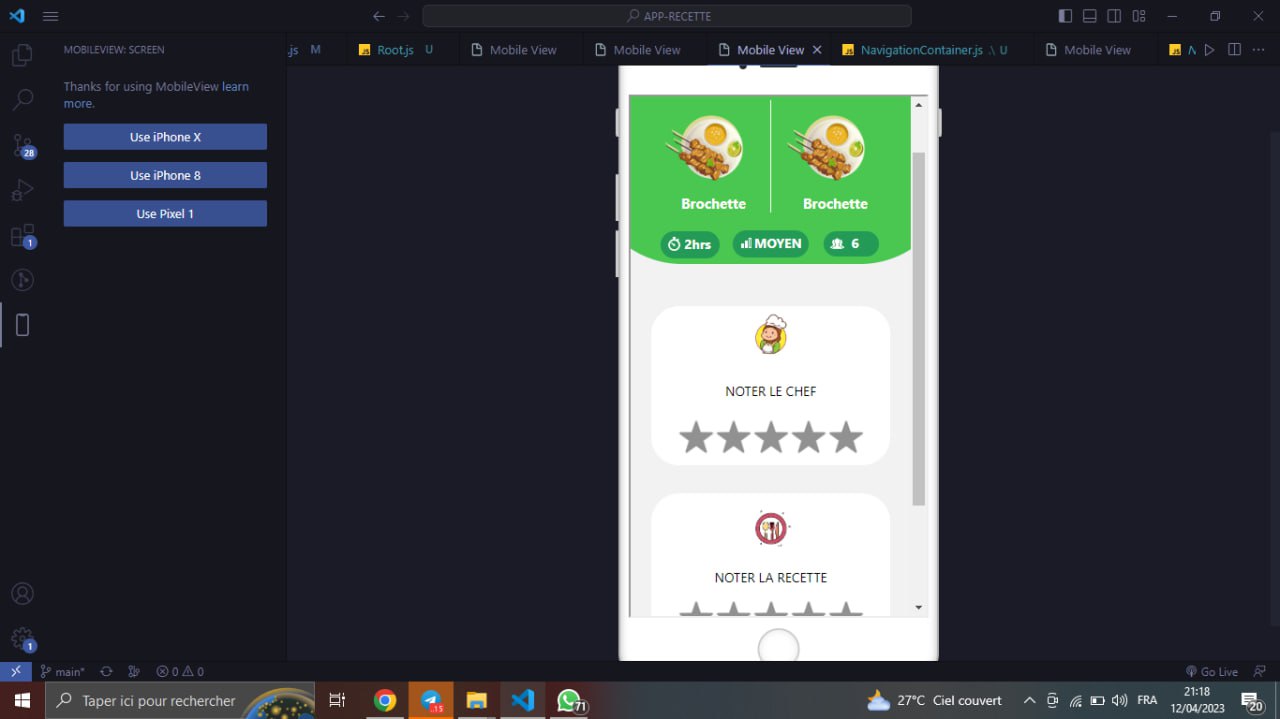 APP-RECETTE
MOBILEVIEW: SCREEN
.js M
Root.js U
Mobile View
Mobile View
Mobile View
NavigationContainer.js .\ U
Mobile View
Thanks for using MobileView learn
more.
Use iPhone X
Use iPhone 8
Use Pixel 1
28
1
1
Brochette
Brochette
2hrs
MOYEN
6
NOTER LE CHEF
NOTER LA RECETTE
main*
0 0
Go Live
Taper ici pour rechercher
..15
71
27°C Ciel couvert
FRA
21:18
12/04/2023
20